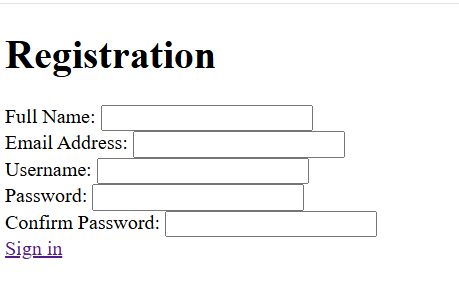 Registration
Full Name:
Email Address:
Username:
Password:
Confirm Password:
Sign in